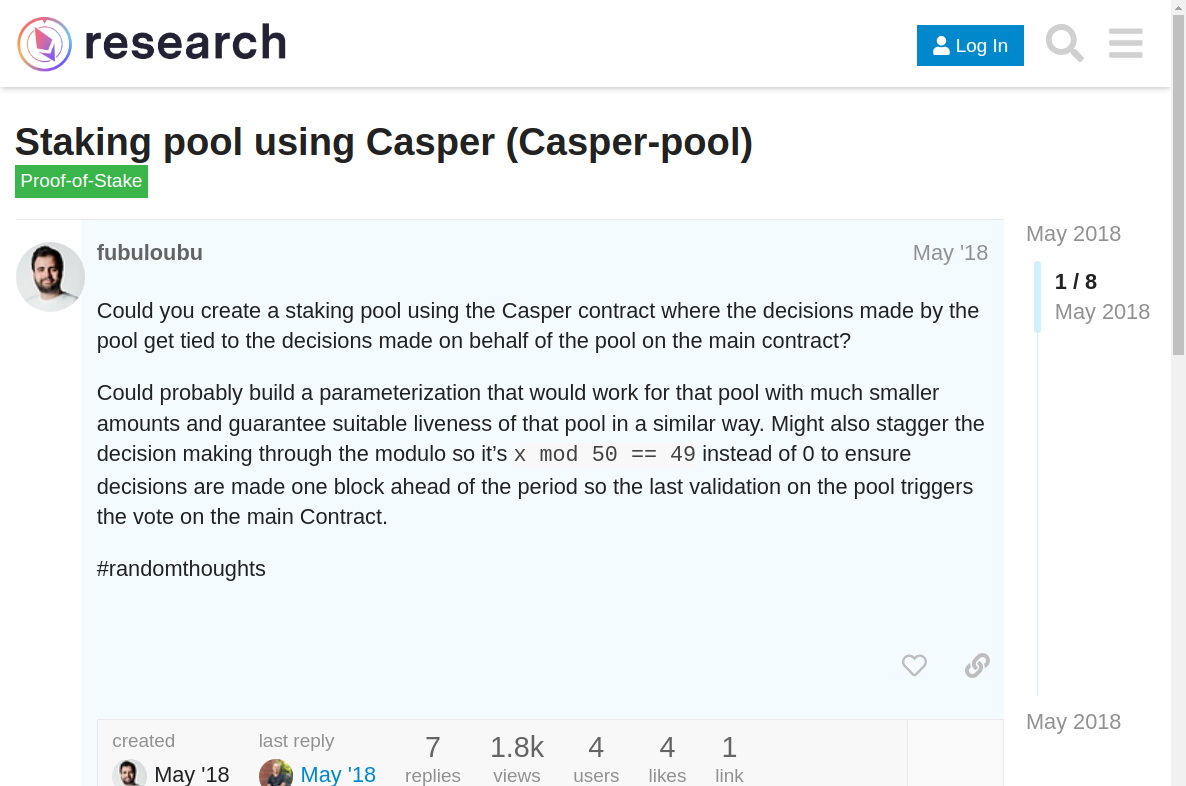 research
Log In
Staking pool using Casper (Casper-pool)
Proof-of-Stake
fubuloubu
May '18
Could you create a staking pool using the Casper contract where the decisions made by the
pool get tied to the decisions made on behalf of the pool on the main contract?
Could probably build a parameterization that would work for that pool with much smaller
amounts and guarantee suitable liveness of that pool in a similar way. Might also stagger the
decision making through the modulo so it’s x mod 50 == 49 instead of 0 to ensure
decisions are made one block ahead of the period so the last validation on the pool triggers
the vote on the main Contract.
#randomthoughts
May 2018
1 / 8
May 2018
May 2018
created
May '18
last reply
May '18
7
replies
1.8k
views
4
users
4
likes
1
link